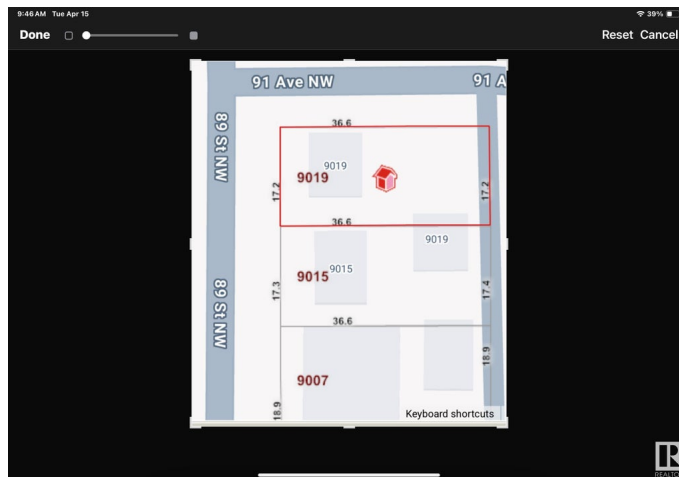 9:46 AM Tue Apr 15
39%
Done
Reset Cancel
91 Ave NW
91 A
89 St NW
36.6
9019
9019
17.2
17.2
36.6
9019
9015
9015
17.3
17.4
89 St NW
36.6
18.9
9007
18.9
Keyboard shortcuts
REALTO